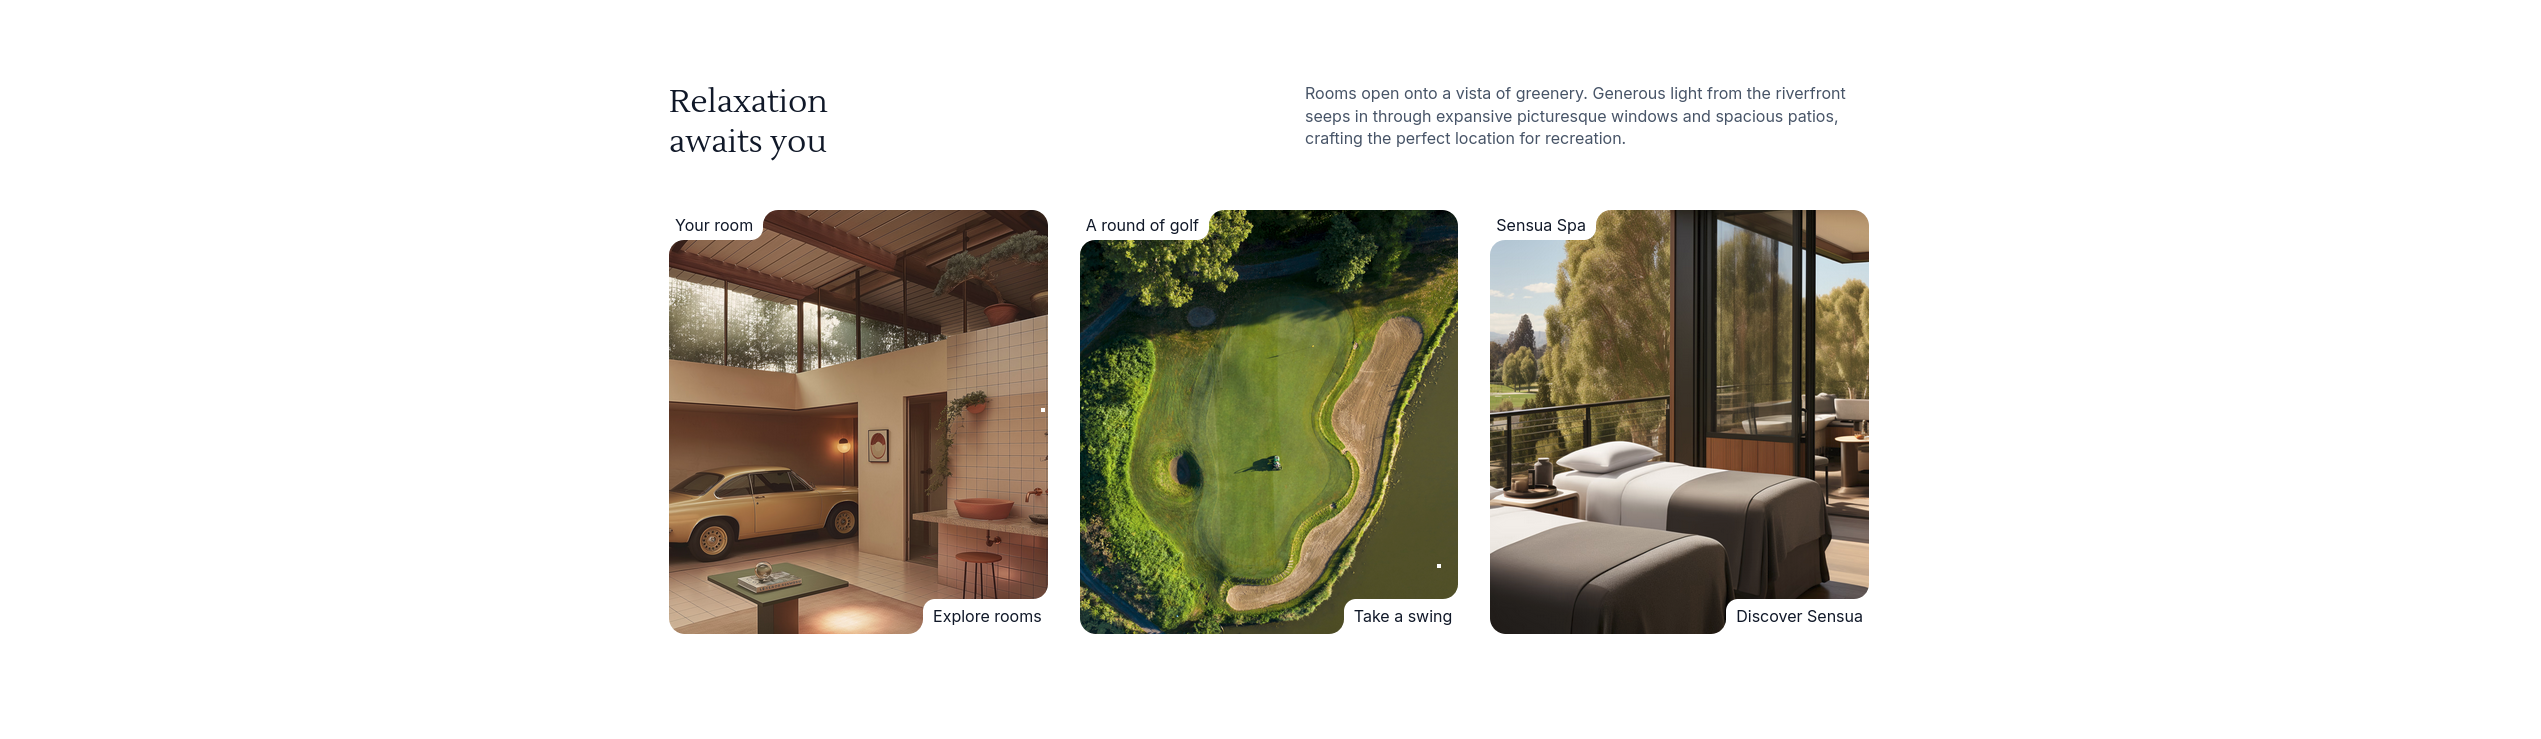 Relaxation
awaits you
Rooms open onto a vista of greenery. Generous light from the riverfront
seeps in through expansive picturesque windows and spacious patios,
crafting the perfect location for recreation.
Your room
A round of golf
Sensua Spa
Explore rooms
Take a swing
Discover Sensua